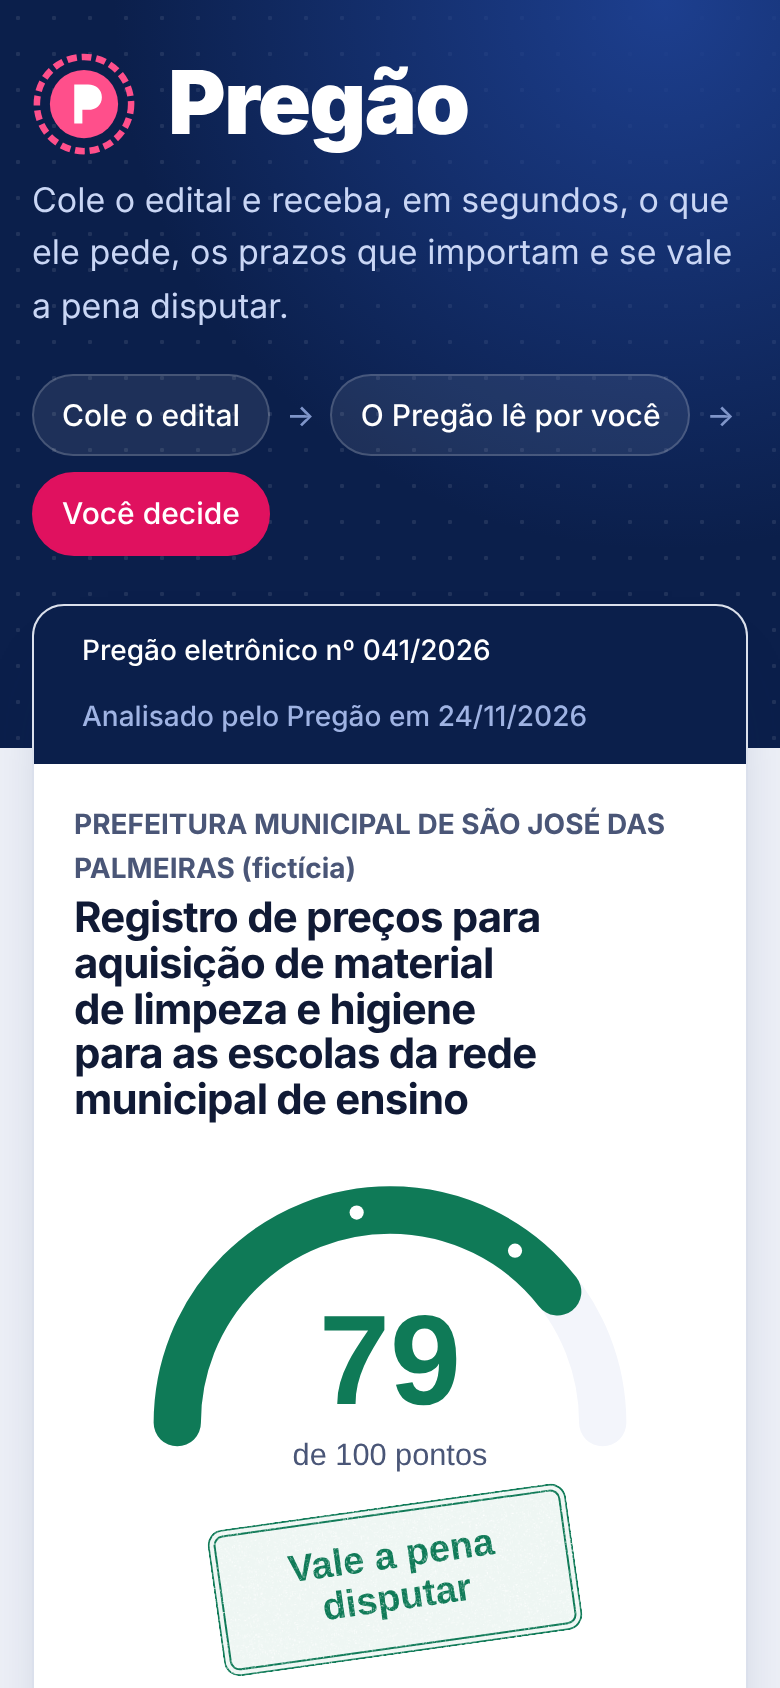 P
Pregão
Cole o edital e receba, em segundos, o que
ele pede, os prazos que importam e se vale
a pena disputar.
Cole o edital → O Pregão lê por você →
Você decide
Pregão eletrônico nº 041/2026
Analisado pelo Pregão em 24/11/2026
PREFEITURA MUNICIPAL DE SÃO JOSÉ DAS
PALMEIRAS (fictícia)
Registro de preços para
aquisição de material
de limpeza e higiene
para as escolas da rede
municipal de ensino
79
de 100 pontos
Vale a pena
disputar